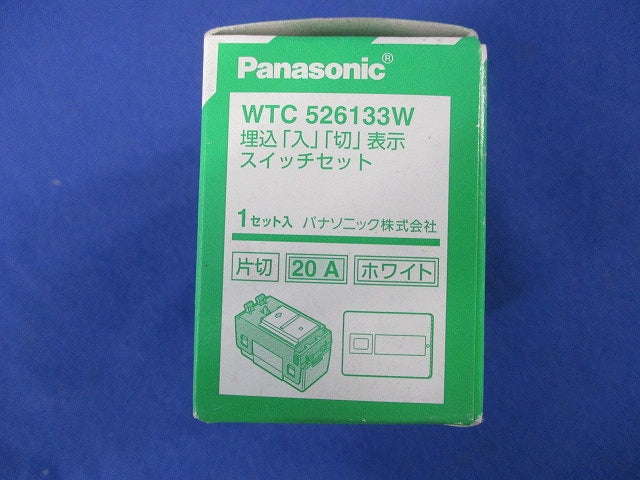 Panasonic®
WTC 526133W
埋込「入」「切」表示
スイッチセット
1セット入 パナソニック株式会社
片切 20 A ホワイト